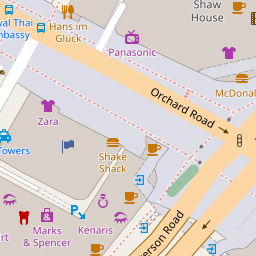 Shaw
House
Hans im
Glück
yal Thai
mbassy
Panasonic
McDonal
Orchard Road
Zara
Towers
Shake
Shack
P
Kenaris
Marks
& Spencer
rt
erson Road